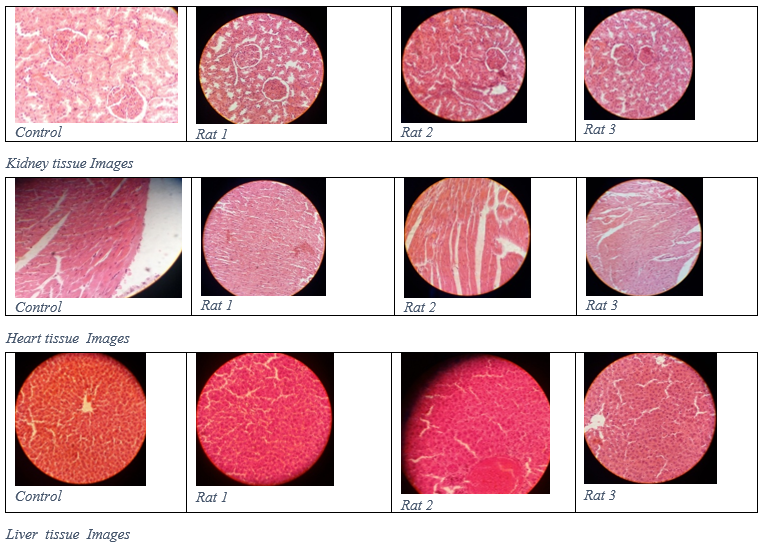 Control
Rat 1
Rat 2
Rat 3
Kidney tissue Images
Control
Rat 1
Rat 2
Rat 3
Heart tissue Images
Control
Rat 1
Rat 2
Rat 3
Liver tissue Images